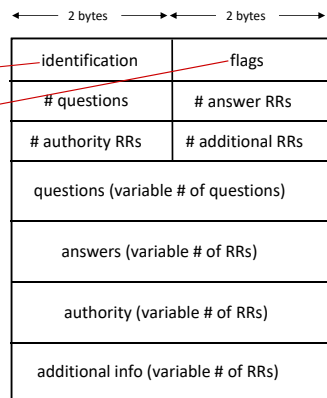 2 bytes 2 bytes
identification flags
# questions # answer RRs
# authority RRs # additional RRs
questions (variable # of questions)
answers (variable # of RRs)
authority (variable # of RRs)
additional info (variable # of RRs)